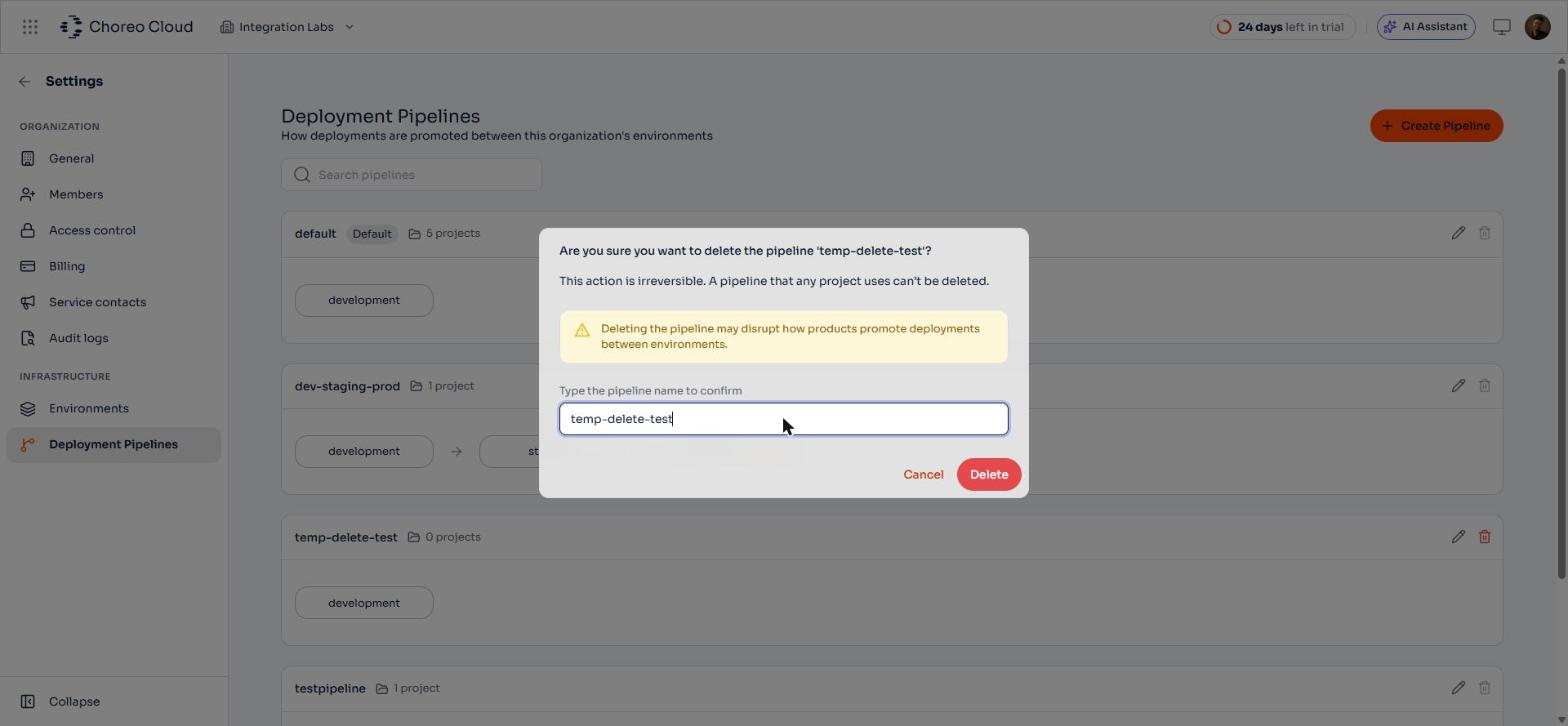 Choreo Cloud
Integration Labs
24 days left in trial
AI Assistant
Settings
ORGANIZATION
General
Members
Access control
Billing
Service contacts
Audit logs
INFRASTRUCTURE
Environments
Deployment Pipelines
Collapse
Deployment Pipelines
How deployments are promoted between this organization's environments
Create Pipeline
Search pipelines
default Default 5 projects
development
dev-staging-prod 1 project
development st
temp-delete-test 0 projects
development
testpipeline 1 project
Are you sure you want to delete the pipeline 'temp-delete-test'?
This action is irreversible. A pipeline that any project uses can’t be deleted.
Deleting the pipeline may disrupt how products promote deployments
between environments.
Type the pipeline name to confirm
temp-delete-test
Cancel
Delete